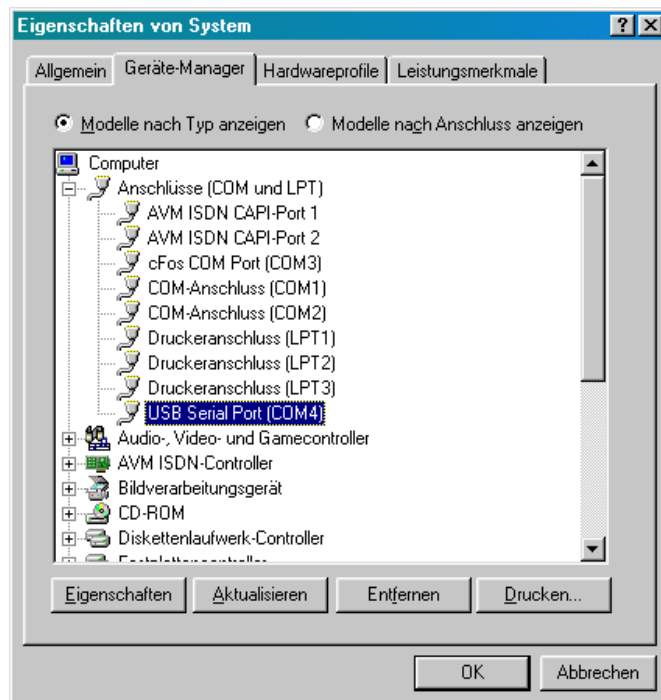 Eigenschaften von System
Allgemein Geräte-Manager Hardwareprofile Leistungsmerkmale
Modelle nach Typ anzeigen Modelle nach Anschluss anzeigen
Computer
Anschlüsse (COM und LPT)
AVM ISDN CAPI-Port 1
AVM ISDN CAPI-Port 2
cFos COM Port (COM3)
COM-Anschluss (COM1)
COM-Anschluss (COM2)
Druckeranschluss (LPT1)
Druckeranschluss (LPT2)
Druckeranschluss (LPT3)
USB Serial Port (COM4)
Audio-, Video- und Gamecontroller
AVM ISDN-Controller
Bildverarbeitungsgerät
CD-ROM
Diskettenlaufwerk-Controller
Eigenschaften Aktualisieren Entfernen Drucken...
OK Abbrechen